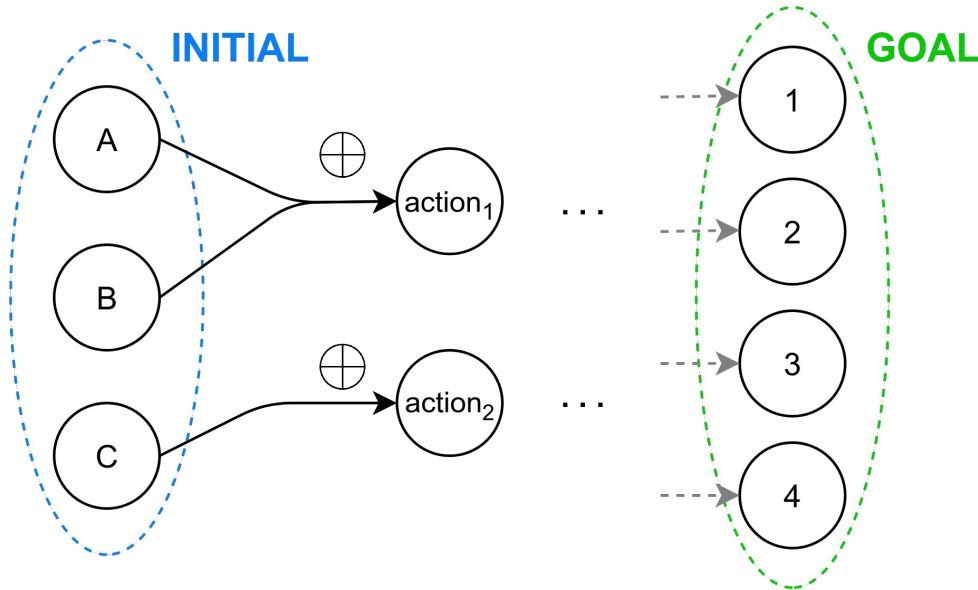 INITIAL
GOAL
A
B
C
action₁
action₂
. . .
. . .
1
2
3
4